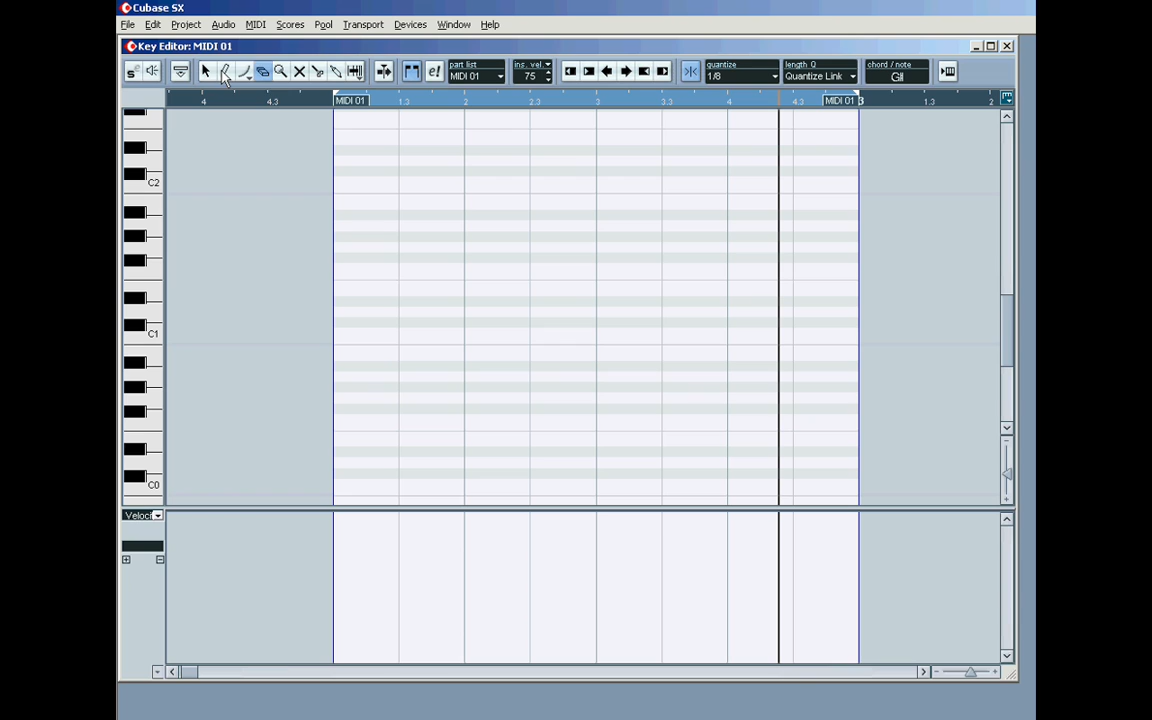 Cubase SX
File Edit Project Audio MIDI Scores Pool Transport Devices Window Help
Key Editor: MIDI 01
part list ins. vel. quantize length Q chord / note
MIDI 01 75 1/8 Quantize Link
4 4.3 MIDI 01 1.3 2 2.3 3 3.3 4 4.3 MIDI 01 3 1.3 2
C2
C1
C0
Veloci